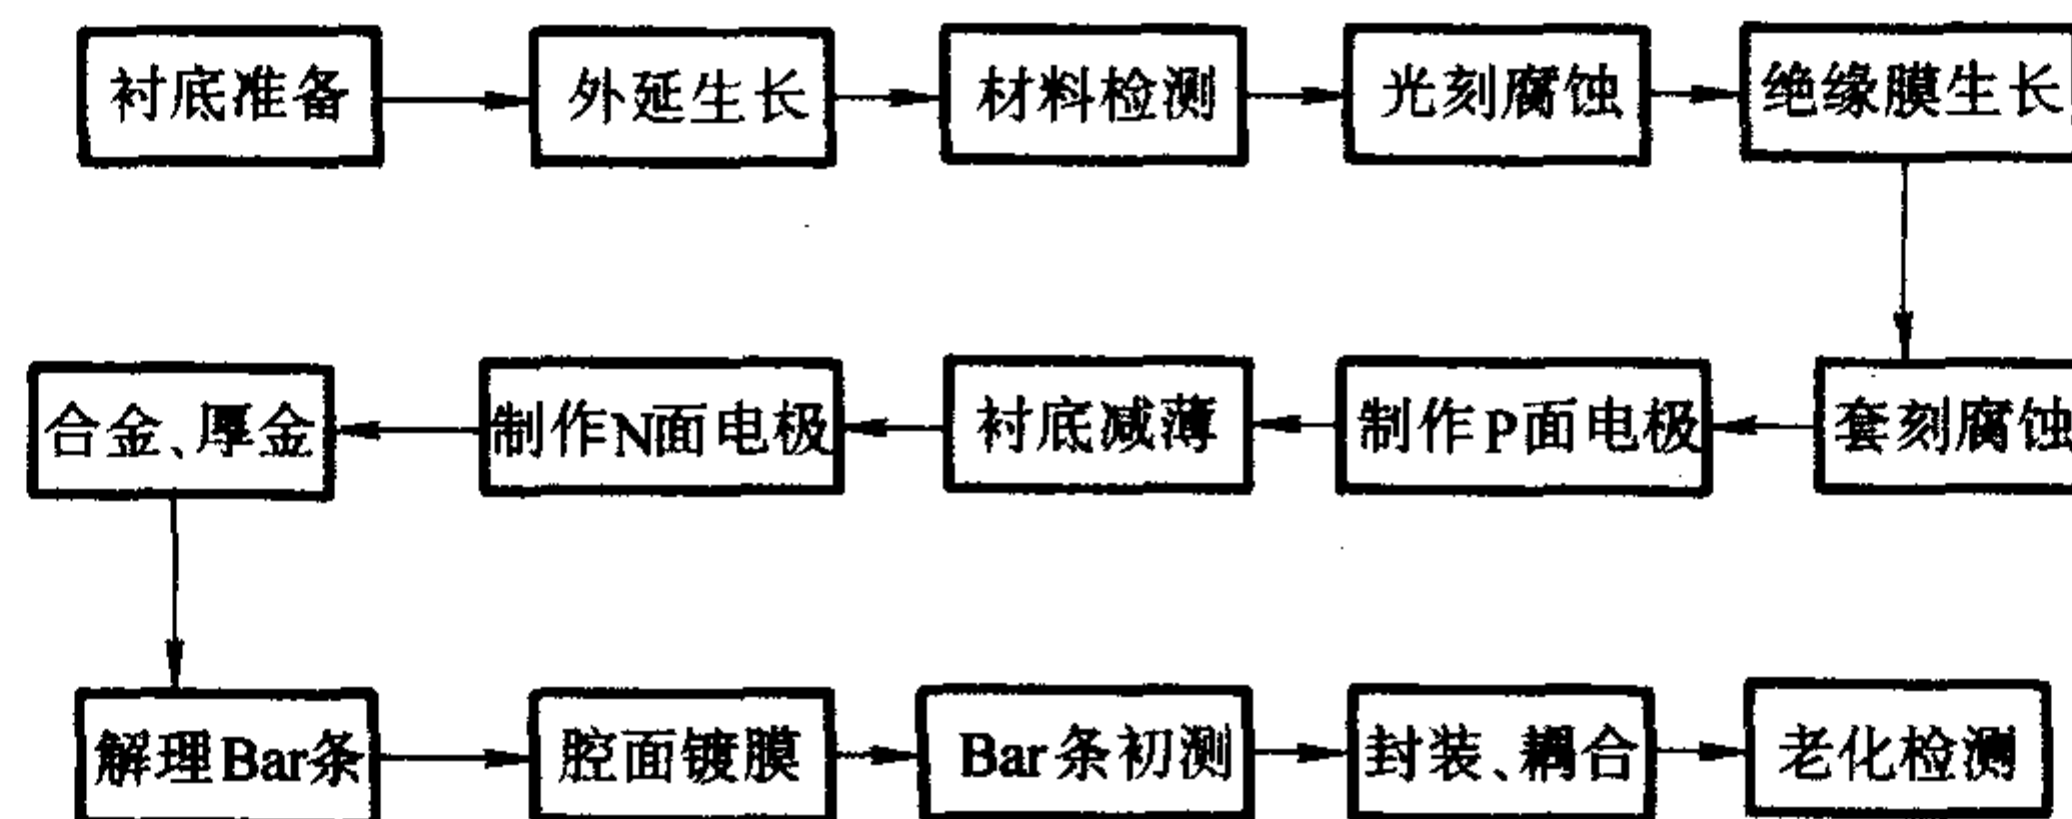 衬底准备 外延生长 材料检测 光刻腐蚀 绝缘膜生长
合金、厚金 制作N面电极 衬底减薄 制作P面电极 套刻腐蚀
解理Bar条 腔面镀膜 Bar条初测 封装、耦合 老化检测